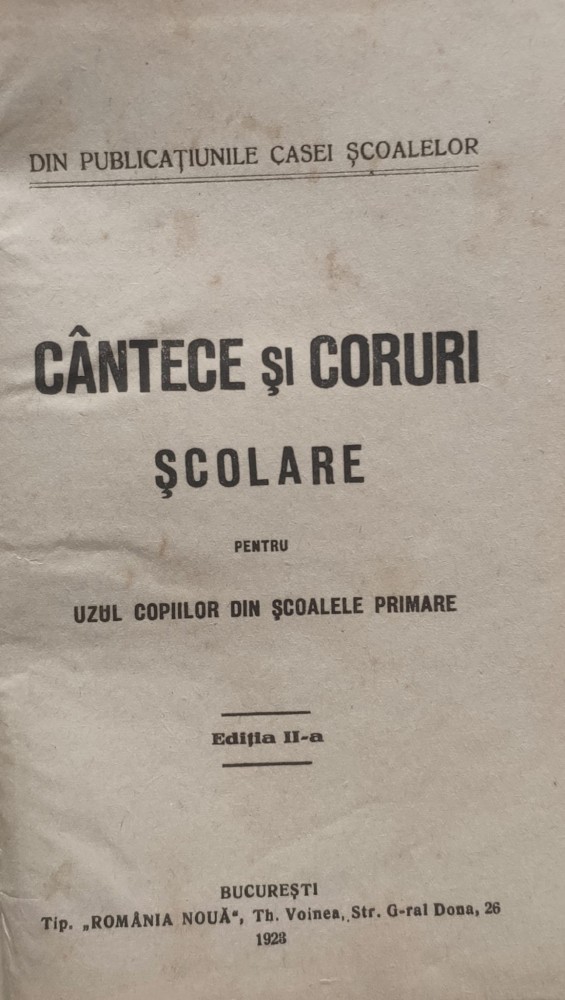 DIN PUBLICAȚIUNILE CASEI ȘCOALELOR
CÂNTECE ȘI CORURI
ȘCOLARE
PENTRU
UZUL COPIILOR DIN ȘCOALELE PRIMARE
Ediția II-a
BUCUREȘTI
Tip. „ROMÂNIA NOUĂ“, Th. Voinea, Str. G-ral Dona, 26
1923